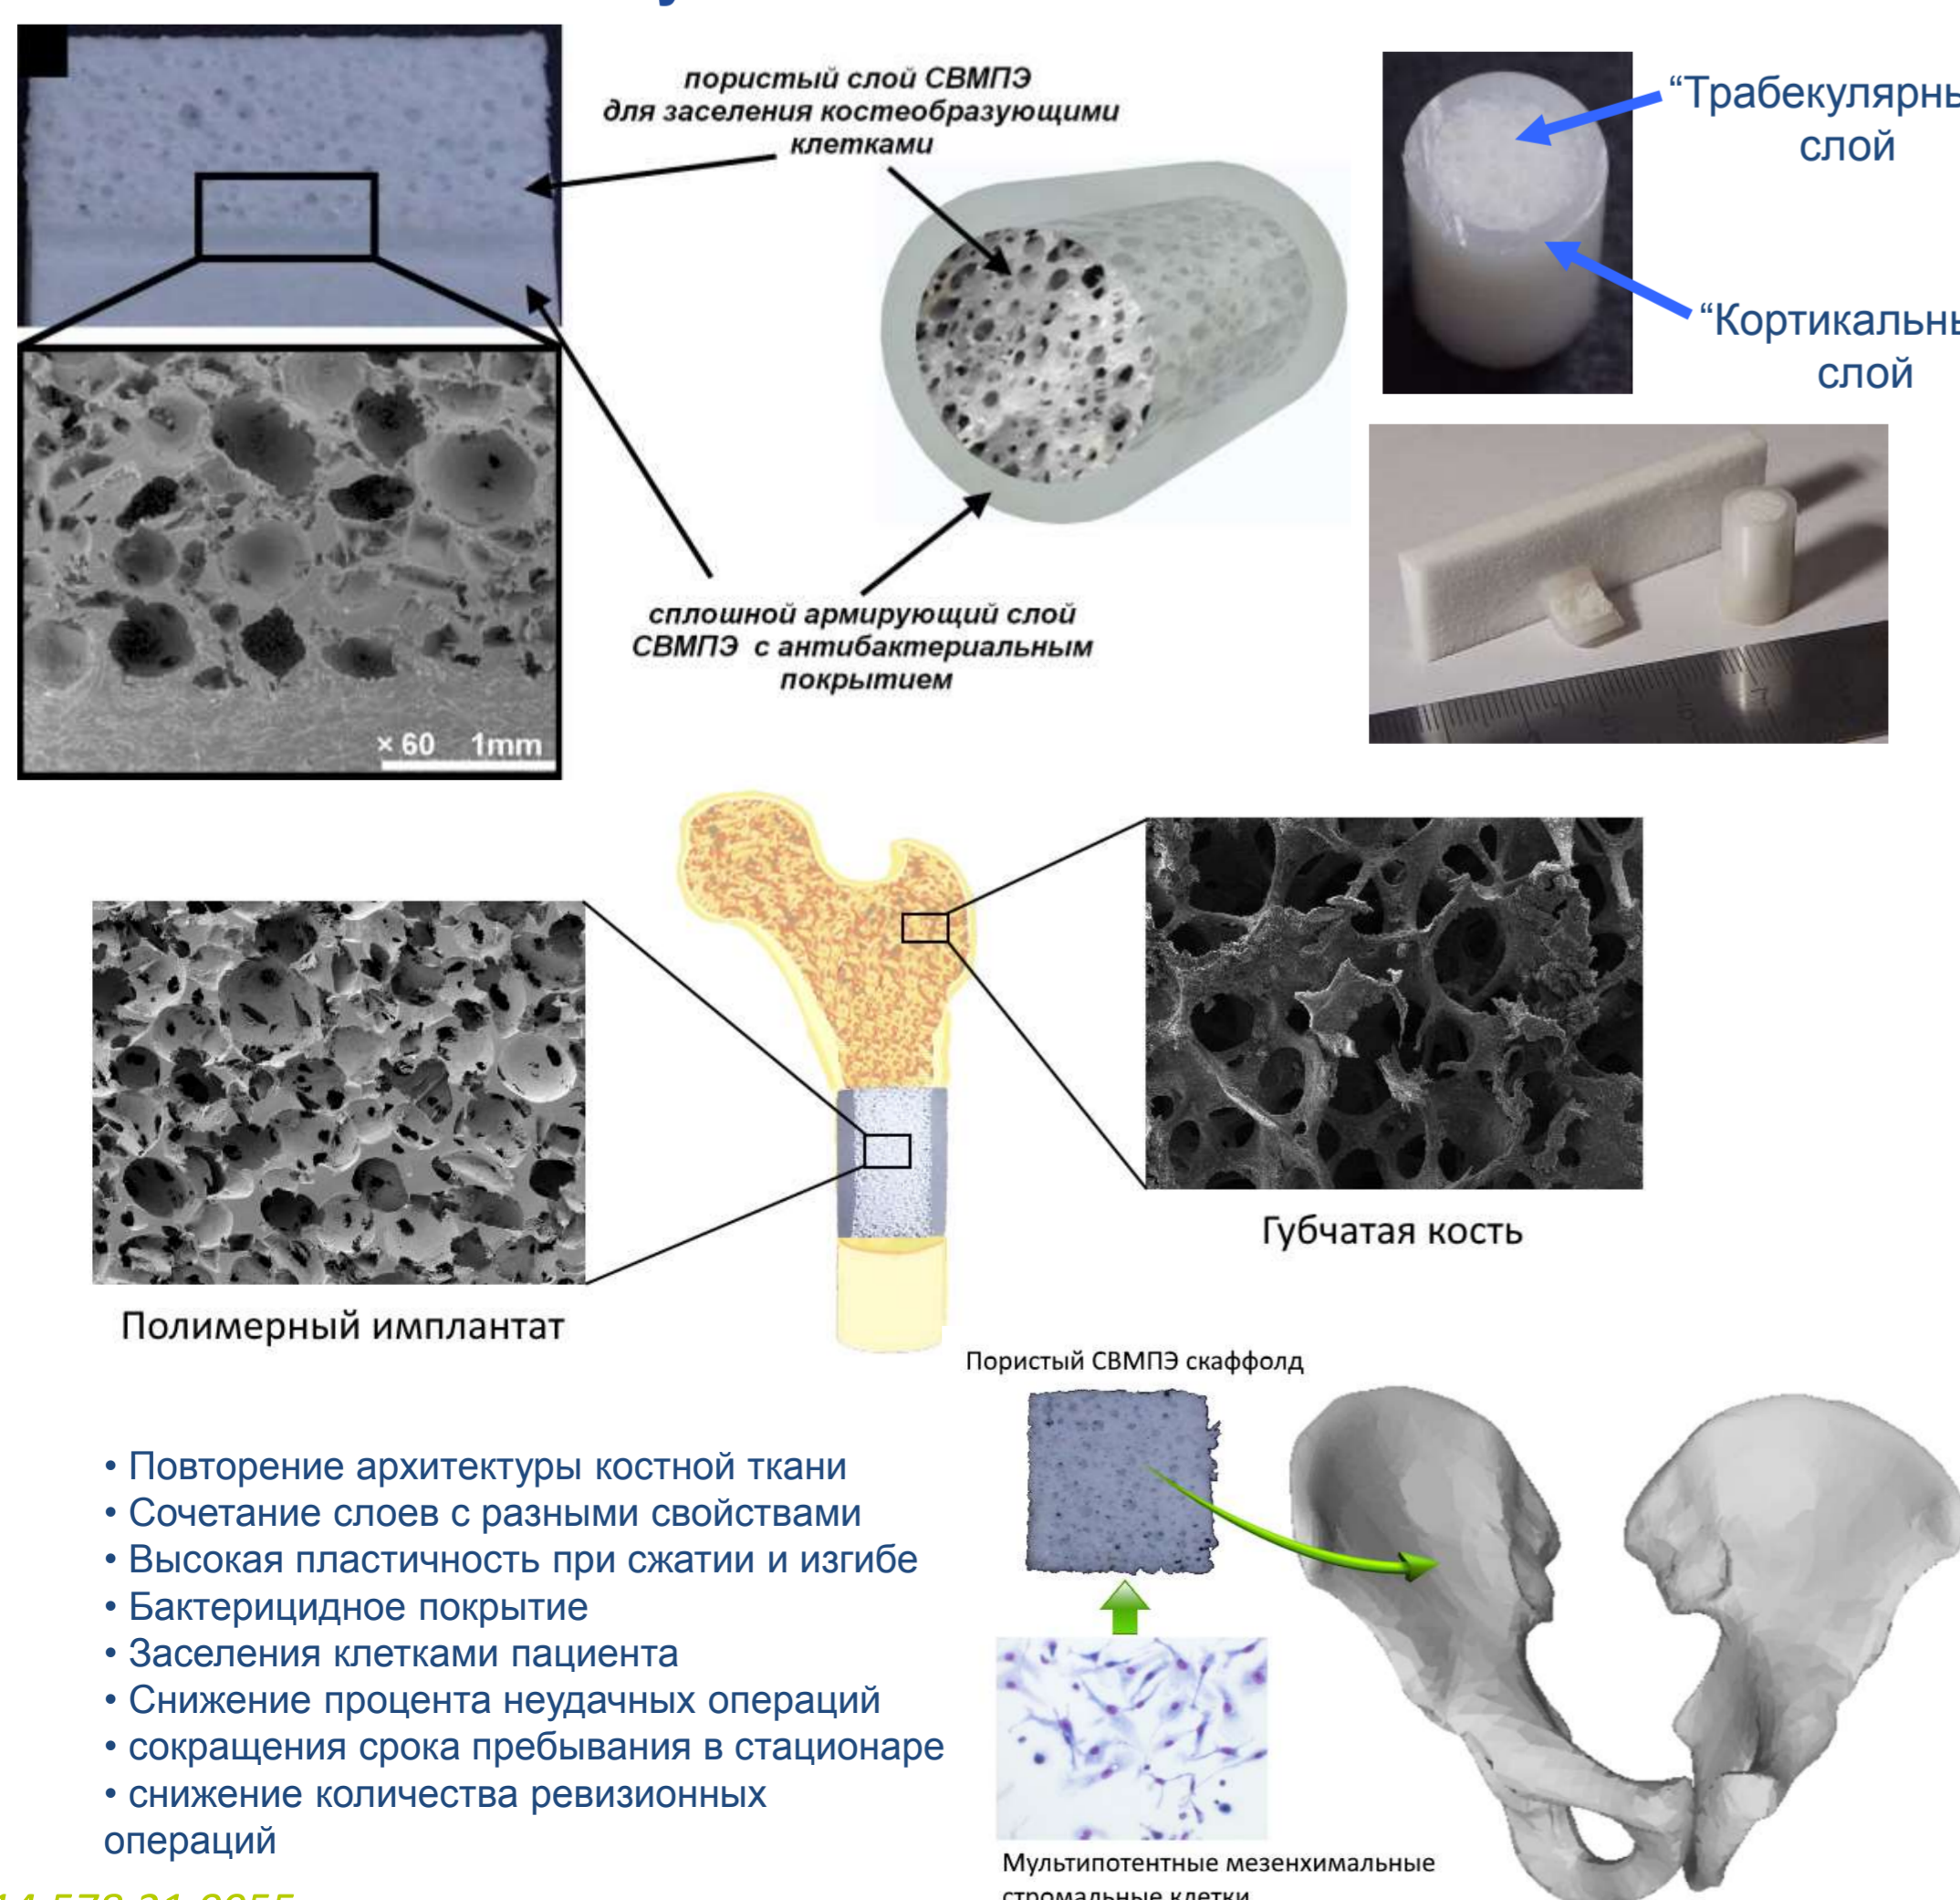 пористый слой СВМПЭ
для заселения костеобразующими
клетками
“Трабекулярны
слой
“Кортикальны
слой
сплошной армирующий слой
СВМПЭ с антибактериальным
покрытием
× 60 1mm
Губчатая кость
Полимерный имплантат
Пористый СВМПЭ скаффолд
• Повторение архитектуры костной ткани
• Сочетание слоев с разными свойствами
• Высокая пластичность при сжатии и изгибе
• Бактерицидное покрытие
• Заселения клетками пациента
• Снижение процента неудачных операций
• сокращения срока пребывания в стационаре
• снижение количества ревизионных
операций
Мультипотентные мезенхимальные
стромальные клетки